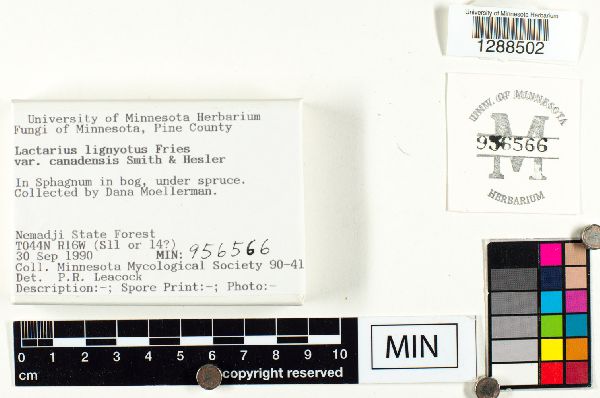 University of Minnesota Herbarium
1288502
UNIV. OF MINNESOTA
M
956566
HERBARIUM
University of Minnesota Herbarium
Fungi of Minnesota, Pine County
Lactarius lignyotus Fries
var. canadensis Smith & Hesler
In Sphagnum in bog, under spruce.
Collected by Dana Moellerman.
Nemadji State Forest
T044N R16W (S11 or 14?)
30 Sep 1990 MIN: 956566
Coll. Minnesota Mycological Society 90-41
Det. P.R. Leacock
Description:-; Spore Print:-; Photo:-
0 1 2 3 4 5 6 7 8 9 10
cm copyright reserved
MIN